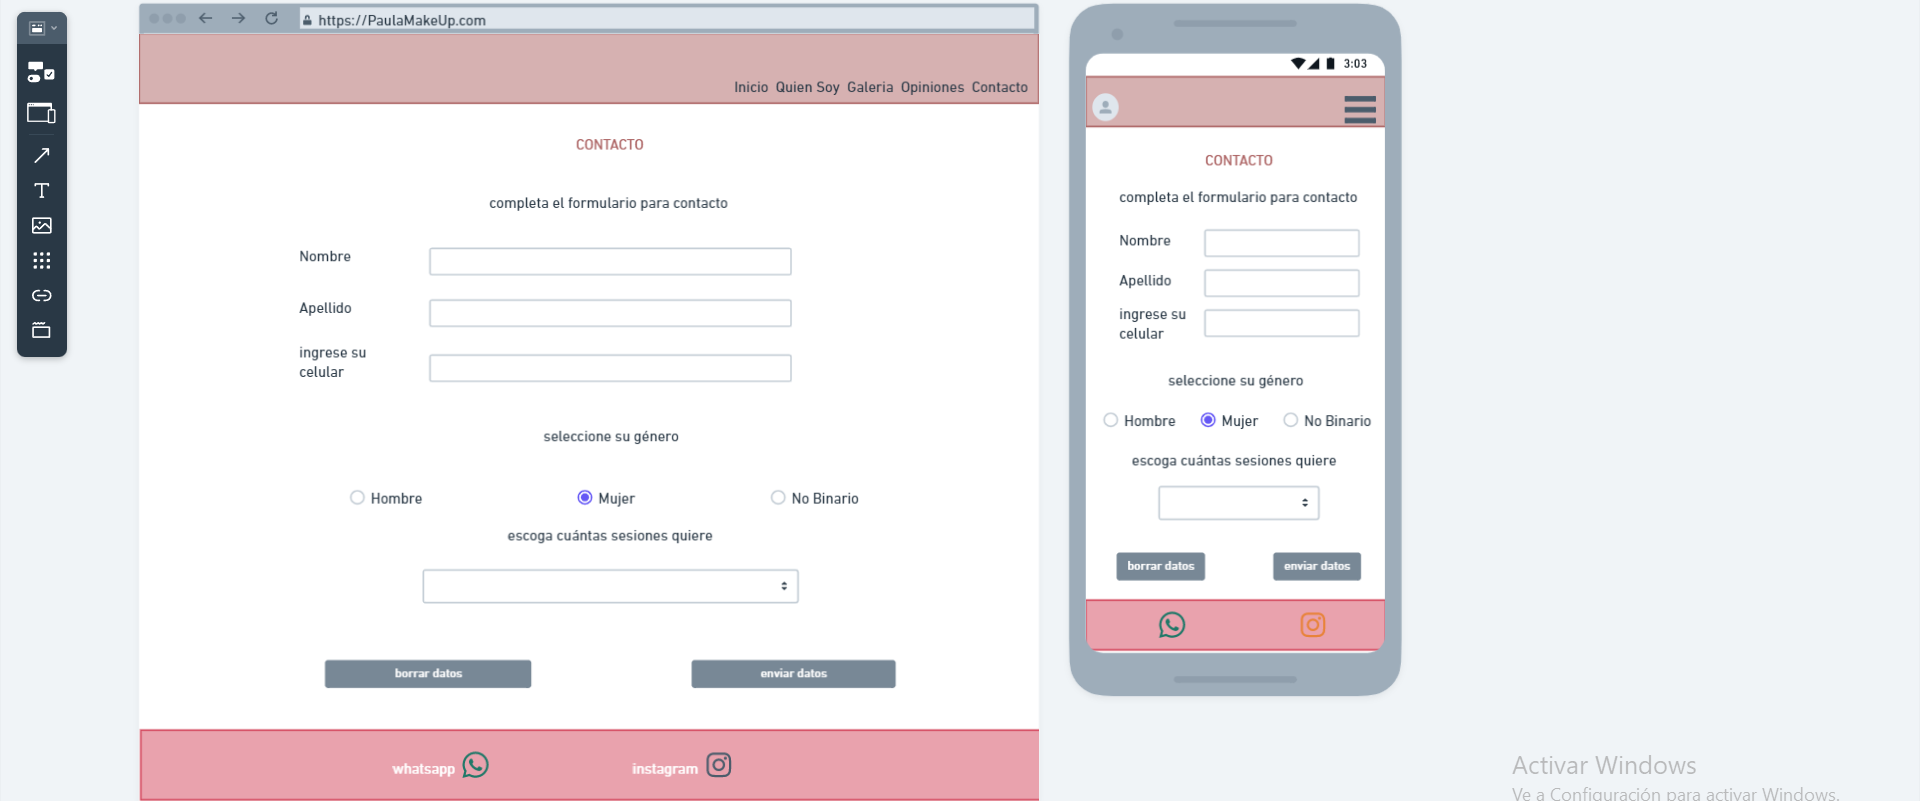 https://PaulaMakeUp.com
Inicio Quien Soy Galeria Opiniones Contacto
CONTACTO
completa el formulario para contacto
Nombre
Apellido
ingrese su
celular
seleccione su género
Hombre Mujer No Binario
escoga cuántas sesiones quiere
borrar datos enviar datos
whatsapp instagram
3:03
CONTACTO
completa el formulario para contacto
Nombre
Apellido
ingrese su
celular
seleccione su género
Hombre Mujer No Binario
escoga cuántas sesiones quiere
borrar datos enviar datos
Activar Windows
Ve a Configuración para activar Windows.